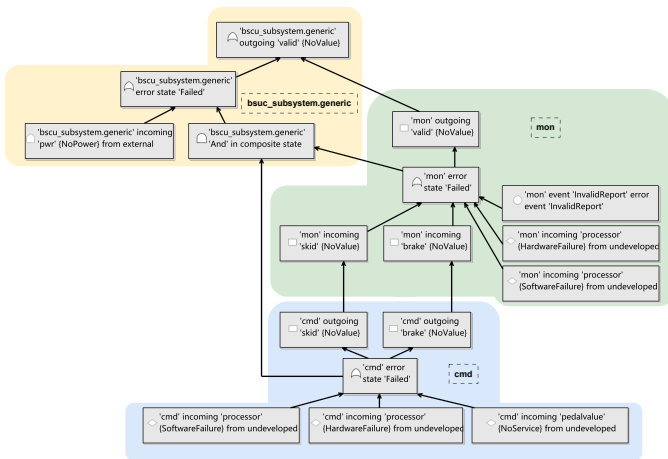 'bscu_subsystem.generic'
outgoing 'valid' {NoValue}
'bscu_subsystem.generic'
error state 'Failed'
bsuc_subsystem.generic
'bscu_subsystem.generic' incoming
'pwr' {NoPower} from external
'bscu_subsystem.generic'
'And' in composite state
'mon' outgoing
'valid' {NoValue}
mon
'mon' error
state 'Failed'
'mon' event 'InvalidReport' error
event 'InvalidReport'
'mon' incoming
'skid' {NoValue}
'mon' incoming
'brake' {NoValue}
'mon' incoming 'processor'
{HardwareFailure} from undeveloped
'mon' incoming 'processor'
{SoftwareFailure} from undeveloped
'cmd' outgoing
'skid' {NoValue}
'cmd' outgoing
'brake' {NoValue}
'cmd' error
state 'Failed'
cmd
'cmd' incoming 'processor'
{SoftwareFailure} from undeveloped
'cmd' incoming 'processor'
{HardwareFailure} from undeveloped
'cmd' incoming 'pedalvalue'
{NoService} from undeveloped